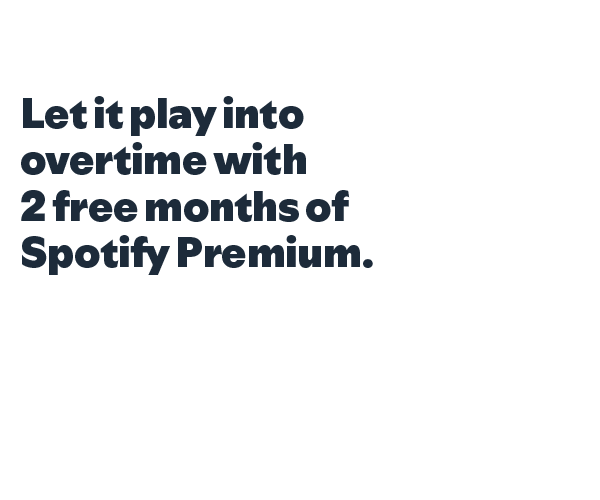 Let it play into
overtime with
2 free months of
Spotify Premium.